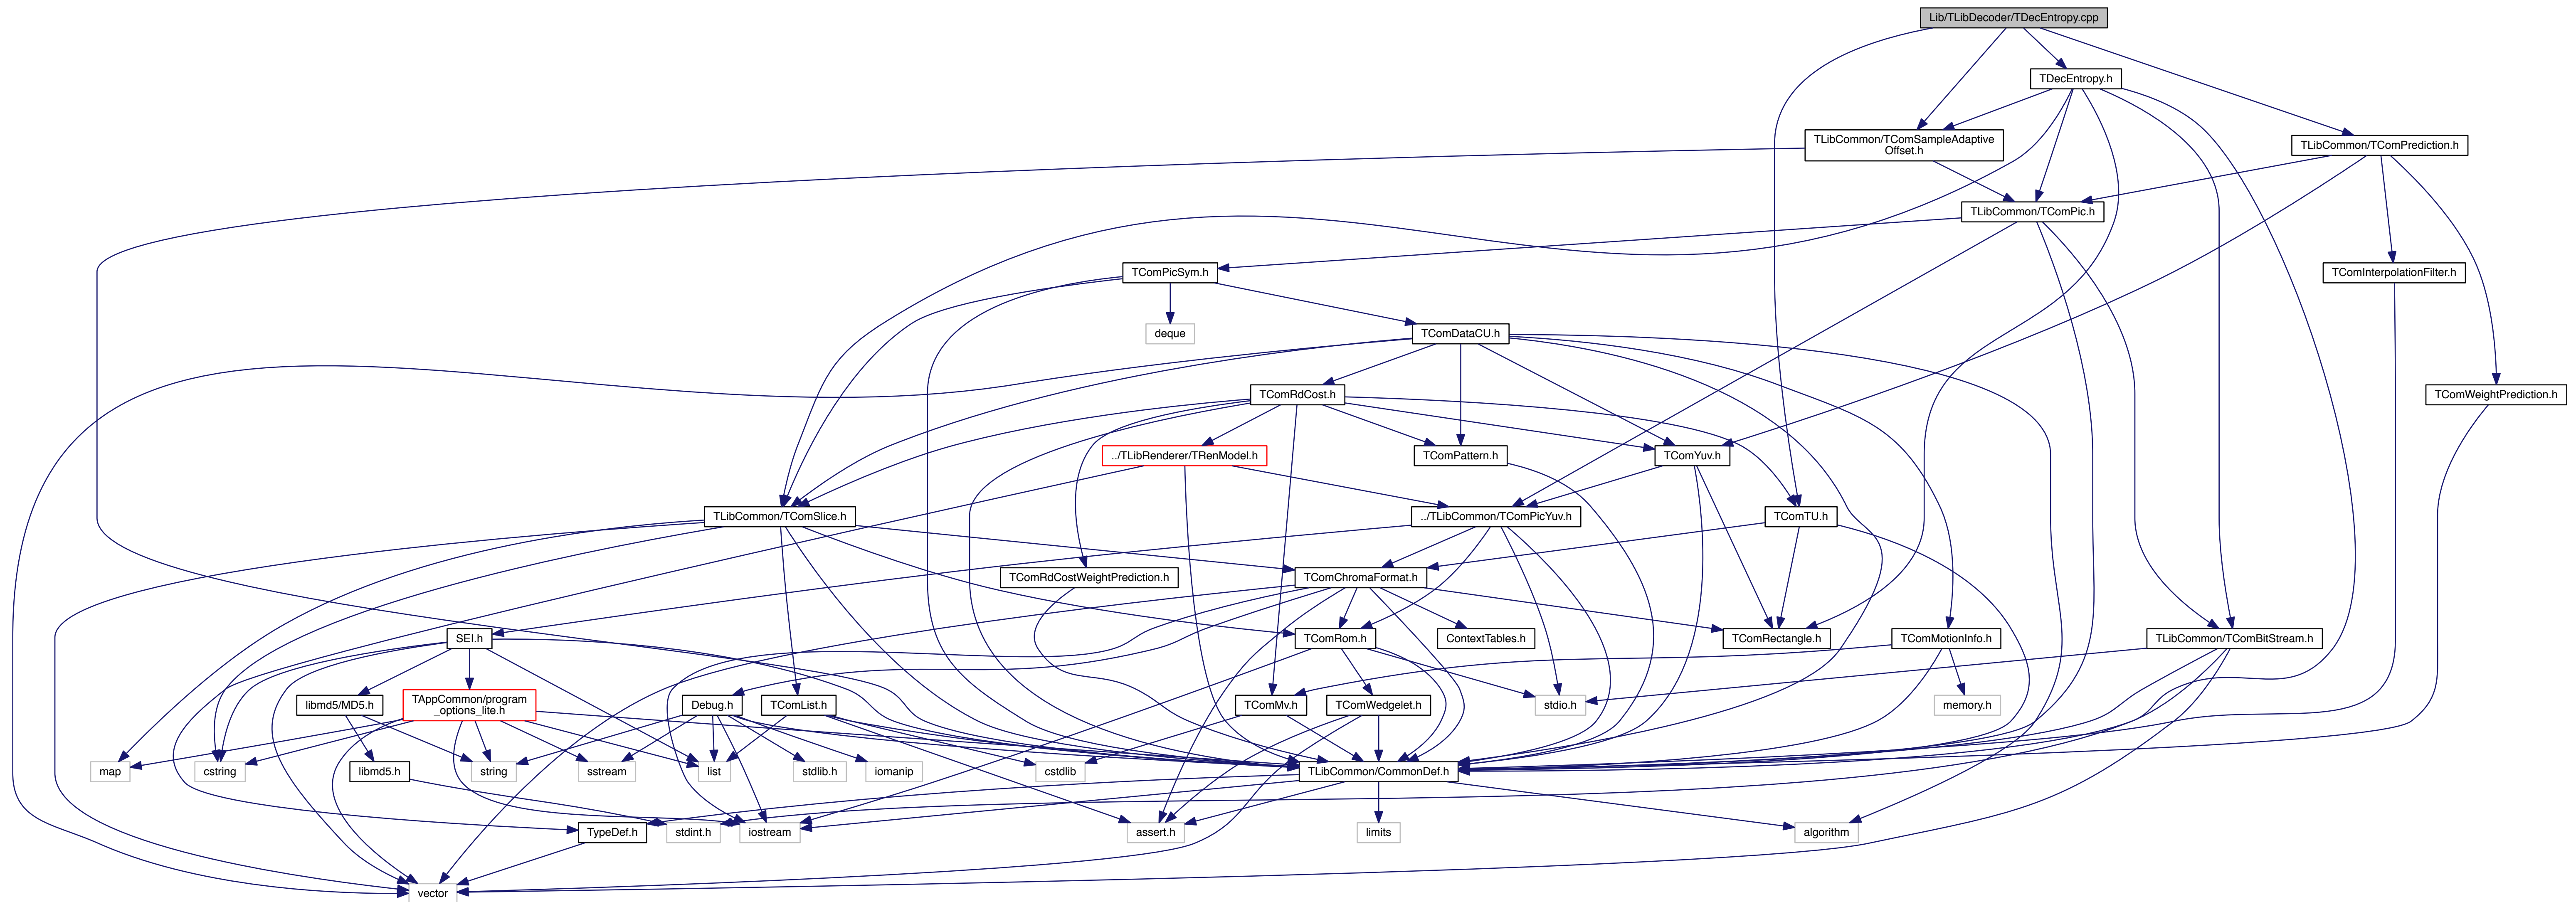 Lib/TLibDecoder/TDecEntropy.cpp
TDecEntropy.h
TLibCommon/TComSampleAdaptive
Offset.h
TLibCommon/TComPrediction.h
TLibCommon/TComPic.h
TComPicSym.h
TComInterpolationFilter.h
deque
TComDataCU.h
TComRdCost.h
TComWeightPrediction.h
../TLibRenderer/TRenModel.h
TComPattern.h
TComYuv.h
TLibCommon/TComSlice.h
../TLibCommon/TComPicYuv.h
TComTU.h
TComRdCostWeightPrediction.h
TComChromaFormat.h
SEI.h
TComRom.h
ContextTables.h
TComRectangle.h
TComMotionInfo.h
TLibCommon/TComBitStream.h
libmd5/MD5.h
TAppCommon/program
_options_lite.h
Debug.h
TComList.h
TComMv.h
TComWedgelet.h
stdio.h
memory.h
map
cstring
libmd5.h
string
sstream
list
stdlib.h
iomanip
cstdlib
TLibCommon/CommonDef.h
TypeDef.h
stdint.h
iostream
assert.h
limits
algorithm
vector